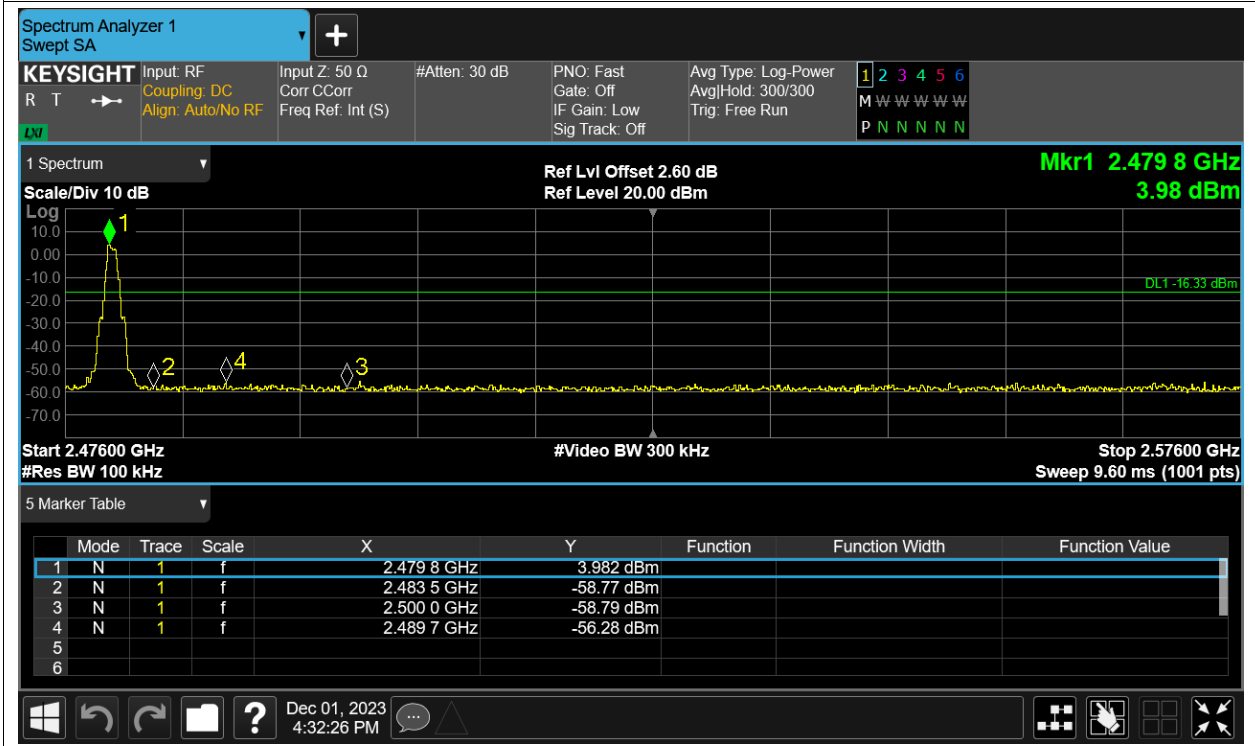 Spectrum Analyzer 1
Swept SA
+
KEYSIGHT
R T
LXI
Input: RF
Coupling: DC
Align: Auto/No RF
Input Z: 50 Ω
Corr CCorr
Freq Ref: Int (S)
#Atten: 30 dB
PNO: Fast
Gate: Off
IF Gain: Low
Sig Track: Off
Avg Type: Log-Power
Avg|Hold: 300/300
Trig: Free Run
1 2 3 4 5 6
M W W W W W
P N N N N N
1 Spectrum
Scale/Div 10 dB
Ref Lvl Offset 2.60 dB
Ref Level 20.00 dBm
Mkr1 2.479 8 GHz
3.98 dBm
Log
10.0
0.00
-10.0
-20.0
-30.0
-40.0
-50.0
-60.0
-70.0
1
2
4
3
DL1 -16.33 dBm
Start 2.47600 GHz
#Video BW 300 kHz
Stop 2.57600 GHz
#Res BW 100 kHz
Sweep 9.60 ms (1001 pts)
5 Marker Table
Mode Trace Scale X Y Function Function Width Function Value
1 N 1 f 2.479 8 GHz 3.982 dBm
2 N 1 f 2.483 5 GHz -58.77 dBm
3 N 1 f 2.500 0 GHz -58.79 dBm
4 N 1 f 2.489 7 GHz -56.28 dBm
5
6
?
Dec 01, 2023
4:32:26 PM